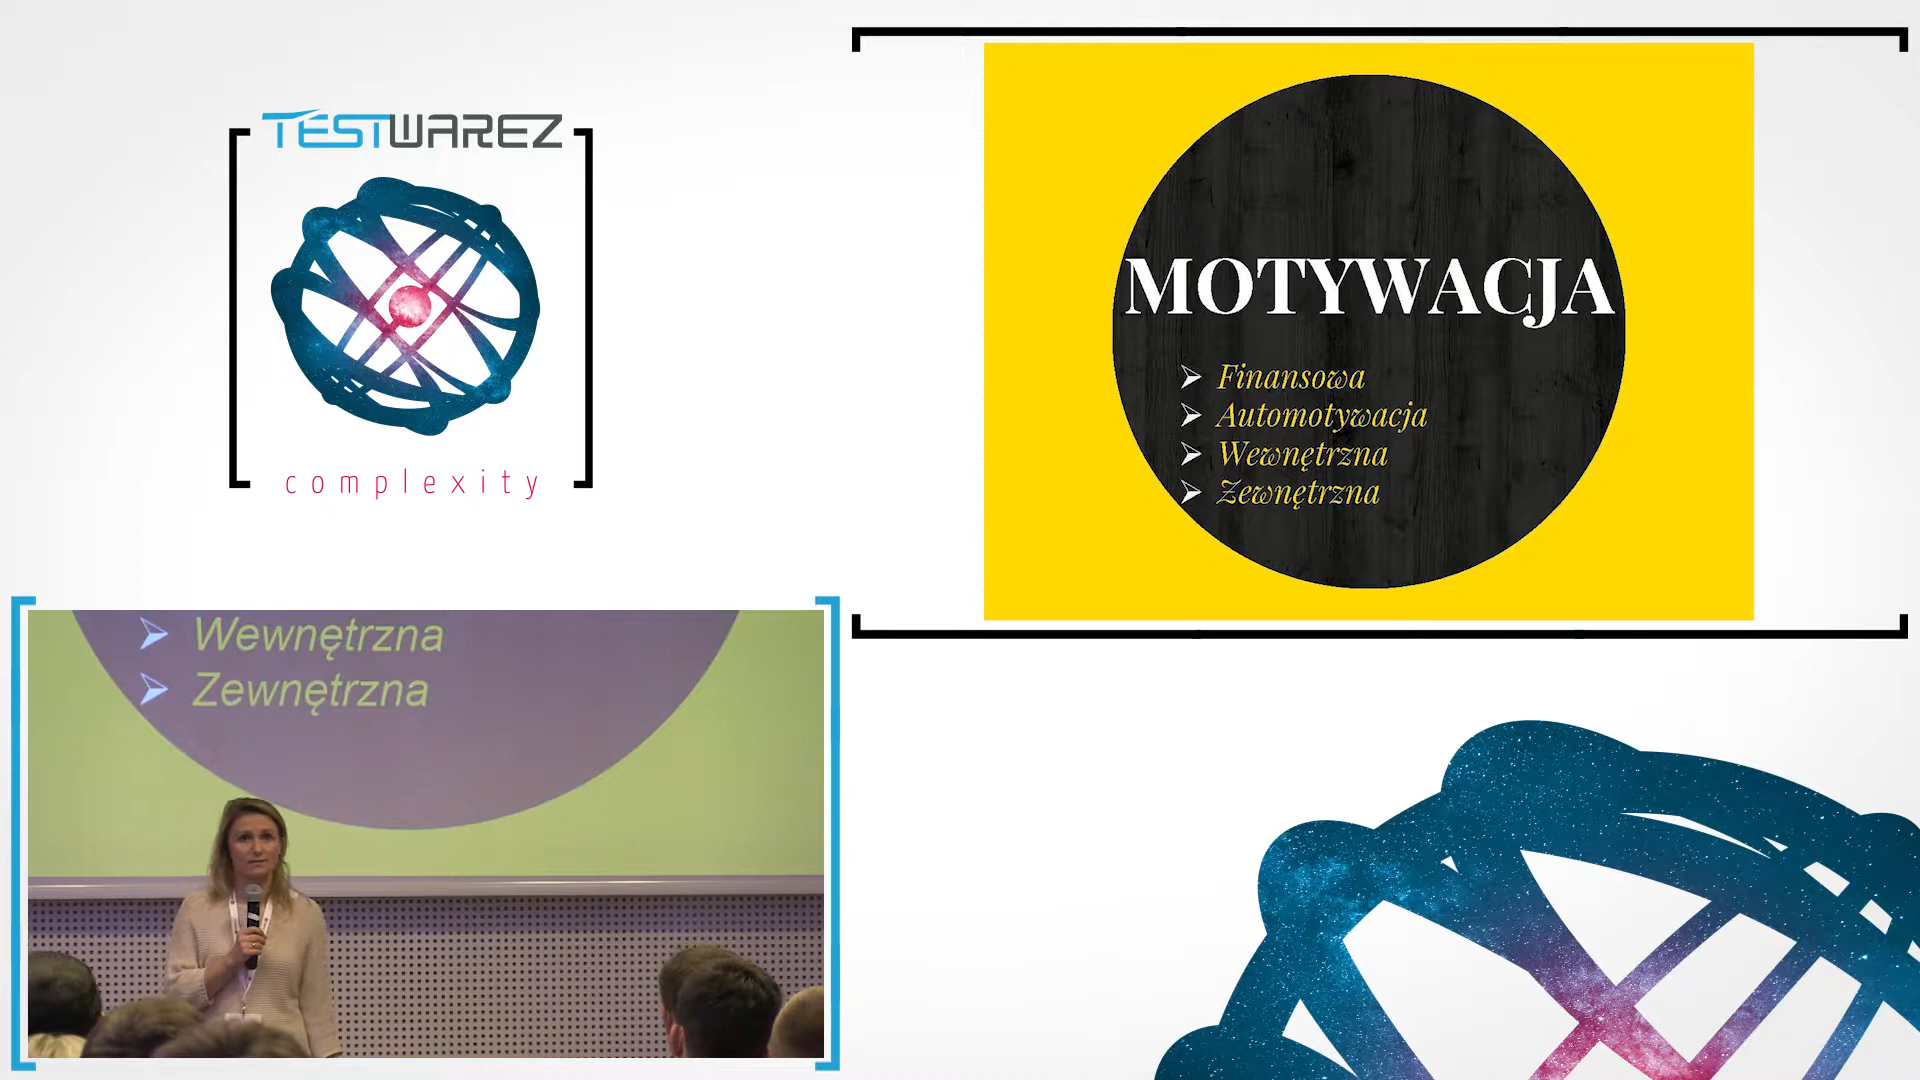 TESTWAREZ
complexity
MOTYWACJA
➢ Finansowa
➢ Automotywacja
➢ Wewnętrzna
➢ Zewnętrzna
➢ Wewnętrzna
➢ Zewnętrzna